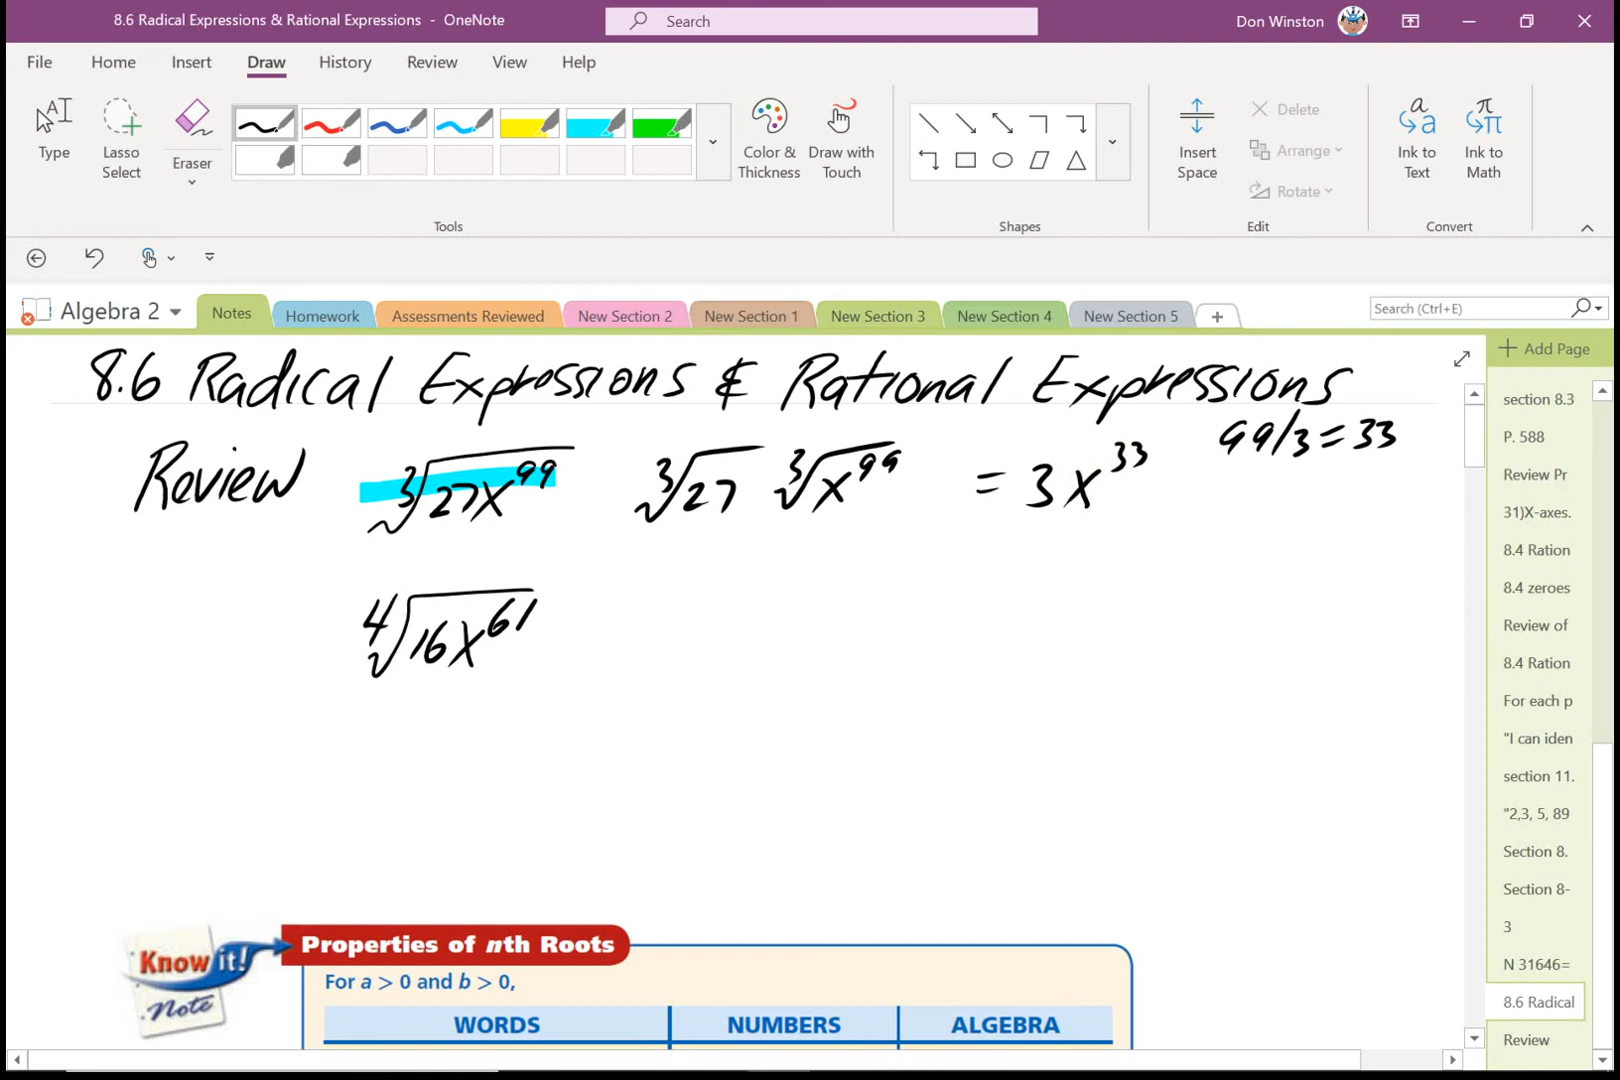 8.6 Radical Expressions & Rational Expressions - OneNote
Search
Don Winston
File Home Insert Draw History Review View Help
Type
Lasso Select
Eraser
Color & Thickness
Draw with Touch
Insert Space
Delete
Arrange
Rotate
Ink to Text
Ink to Math
Tools
Shapes
Edit
Convert
Algebra 2
Notes Homework Assessments Reviewed New Section 2 New Section 1 New Section 3 New Section 4 New Section 5
Search (Ctrl+E)
Add Page
8.6 Radical Expressions & Rational Expressions
99/3 = 33
Review ∛(27x⁹⁹) ∛27 ∛(x⁹⁹) = 3x³³
∜(16x⁶¹)
Know it!
Note
Properties of nth Roots
For a > 0 and b > 0,
WORDS NUMBERS ALGEBRA
section 8.3
P. 588
Review Pr
31)X-axes.
8.4 Ration
8.4 zeroes
Review of
8.4 Ration
For each p
"I can iden
section 11.
"2,3, 5, 89
Section 8.
Section 8-
3
N 31646=
8.6 Radical
Review